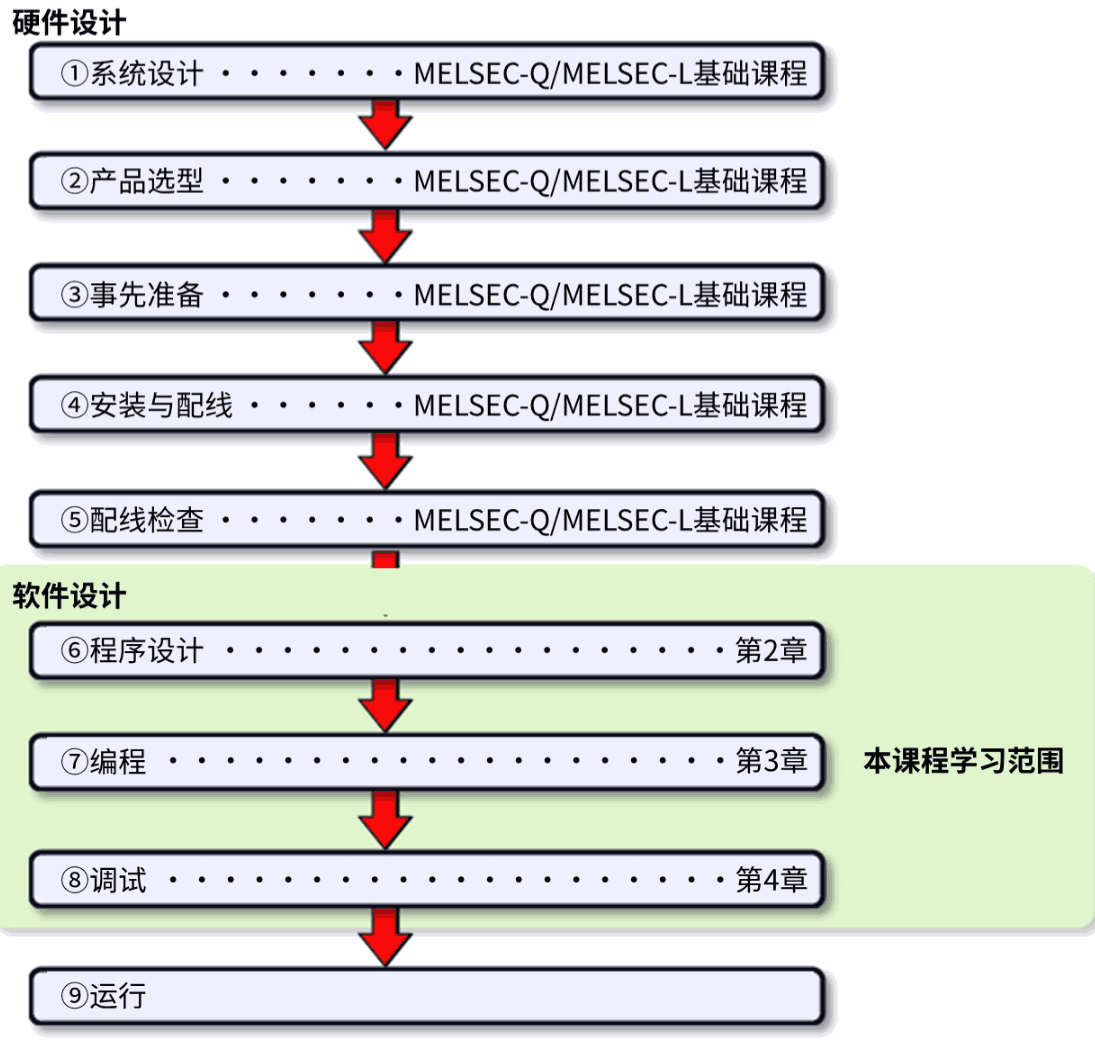 硬件设计
①系统设计 ・・・・・・・MELSEC-Q/MELSEC-L基础课程
②产品选型 ・・・・・・・MELSEC-Q/MELSEC-L基础课程
③事先准备 ・・・・・・・MELSEC-Q/MELSEC-L基础课程
④安装与配线 ・・・・・・MELSEC-Q/MELSEC-L基础课程
⑤配线检查 ・・・・・・・MELSEC-Q/MELSEC-L基础课程
软件设计
⑥程序设计 ・・・・・・・・・・・・・・・・・・第2章
⑦编程 ・・・・・・・・・・・・・・・・・・・・第3章
本课程学习范围
⑧调试 ・・・・・・・・・・・・・・・・・・・・第4章
⑨运行